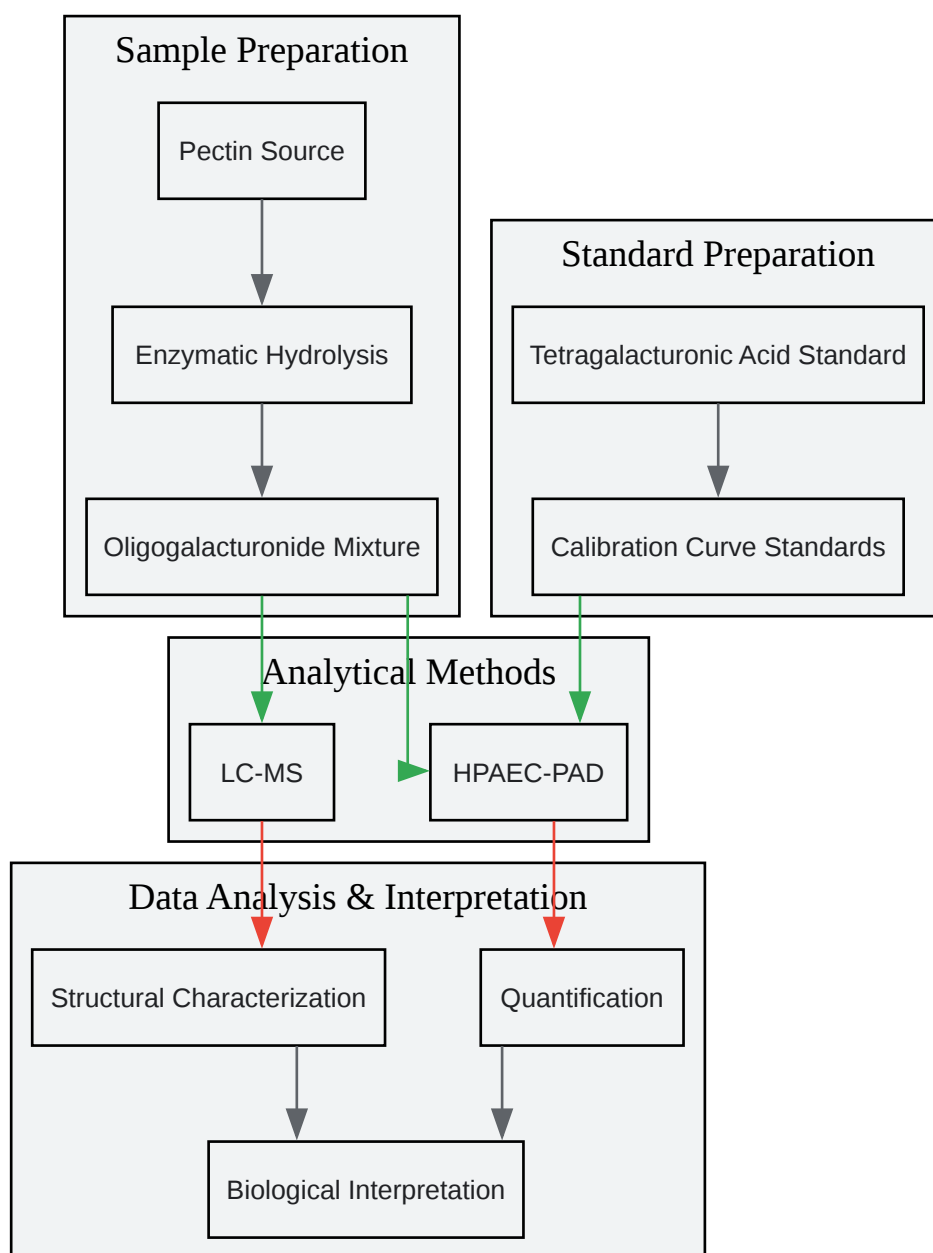 Sample Preparation
Pectin Source
Enzymatic Hydrolysis
Oligogalacturonide Mixture
Standard Preparation
Tetragalacturonic Acid Standard
Calibration Curve Standards
Analytical Methods
LC-MS
HPAEC-PAD
Data Analysis & Interpretation
Structural Characterization
Quantification
Biological Interpretation